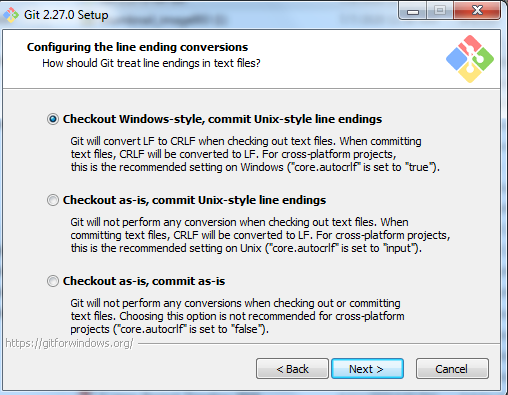 Git 2.27.0 Setup
Configuring the line ending conversions
How should Git treat line endings in text files?
Checkout Windows-style, commit Unix-style line endings
Git will convert LF to CRLF when checking out text files. When committing
text files, CRLF will be converted to LF. For cross-platform projects,
this is the recommended setting on Windows ("core.autocrlf" is set to "true").
Checkout as-is, commit Unix-style line endings
Git will not perform any conversion when checking out text files. When
committing text files, CRLF will be converted to LF. For cross-platform projects,
this is the recommended setting on Unix ("core.autocrlf" is set to "input").
Checkout as-is, commit as-is
Git will not perform any conversions when checking out or committing
text files. Choosing this option is not recommended for cross-platform
projects ("core.autocrlf" is set to "false").
https://gitforwindows.org/
< Back
Next >
Cancel